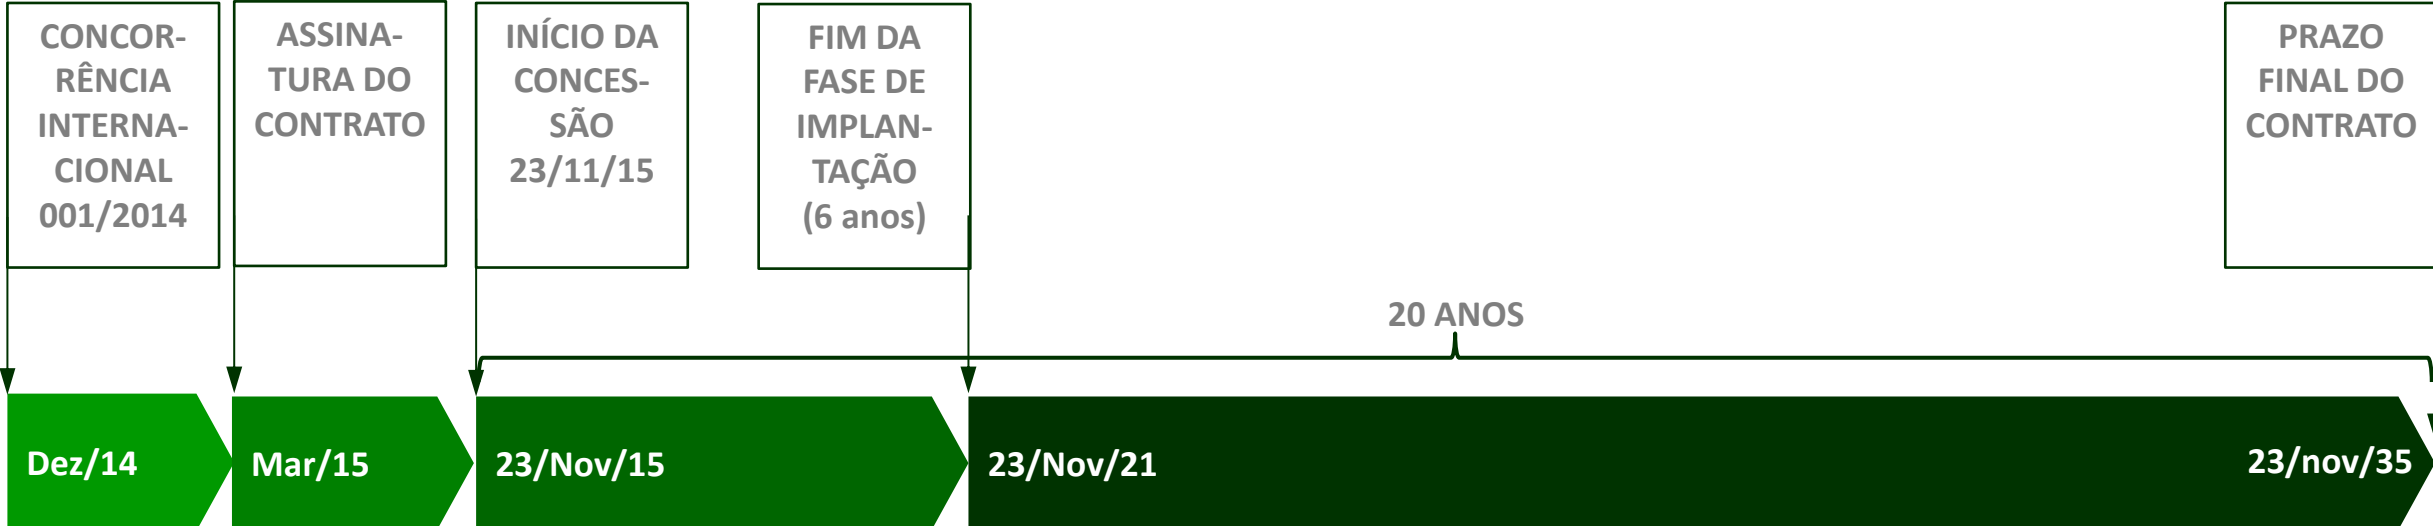 CONCOR-
RÊNCIA
INTERNA-
CIONAL
001/2014
ASSINA-
TURA DO
CONTRATO
INÍCIO DA
CONCES-
SÃO
23/11/15
FIM DA
FASE DE
IMPLAN-
TAÇÃO
(6 anos)
PRAZO
FINAL DO
CONTRATO
20 ANOS
Dez/14
Mar/15
23/Nov/15
23/Nov/21
23/nov/35